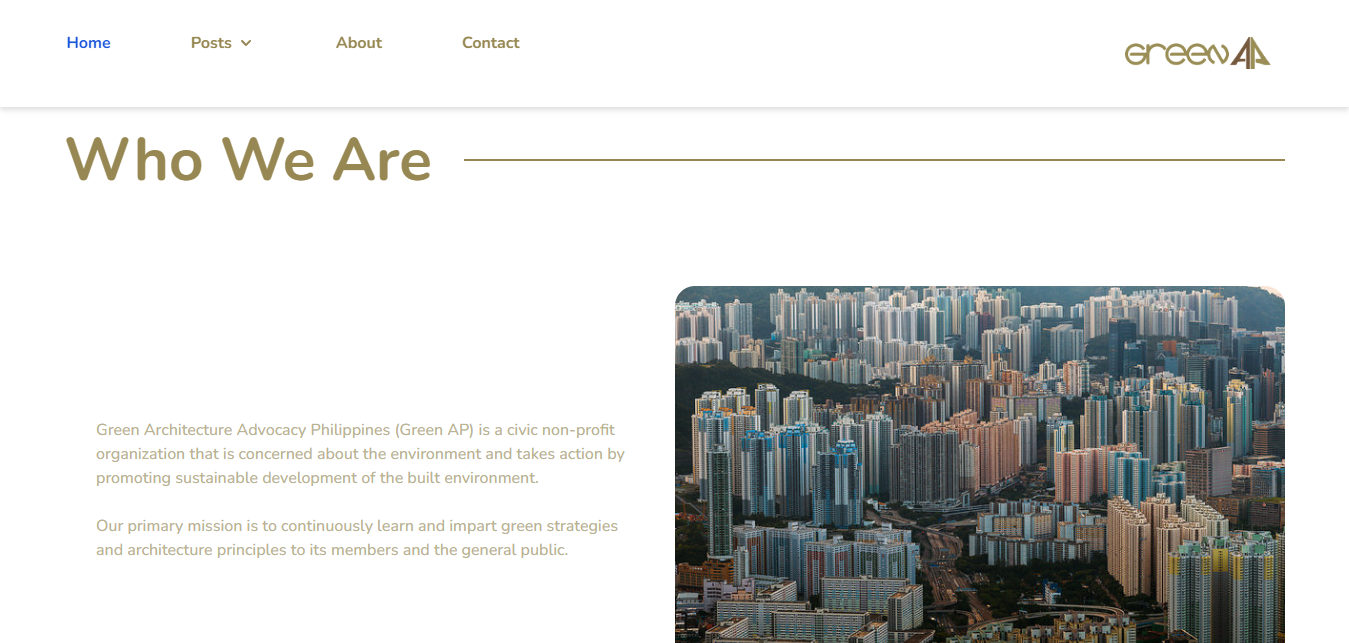 Home
Posts
About
Contact
Green AP
Who We Are
Green Architecture Advocacy Philippines (Green AP) is a civic non-profit
organization that is concerned about the environment and takes action by
promoting sustainable development of the built environment.
Our primary mission is to continuously learn and impart green strategies
and architecture principles to its members and the general public.